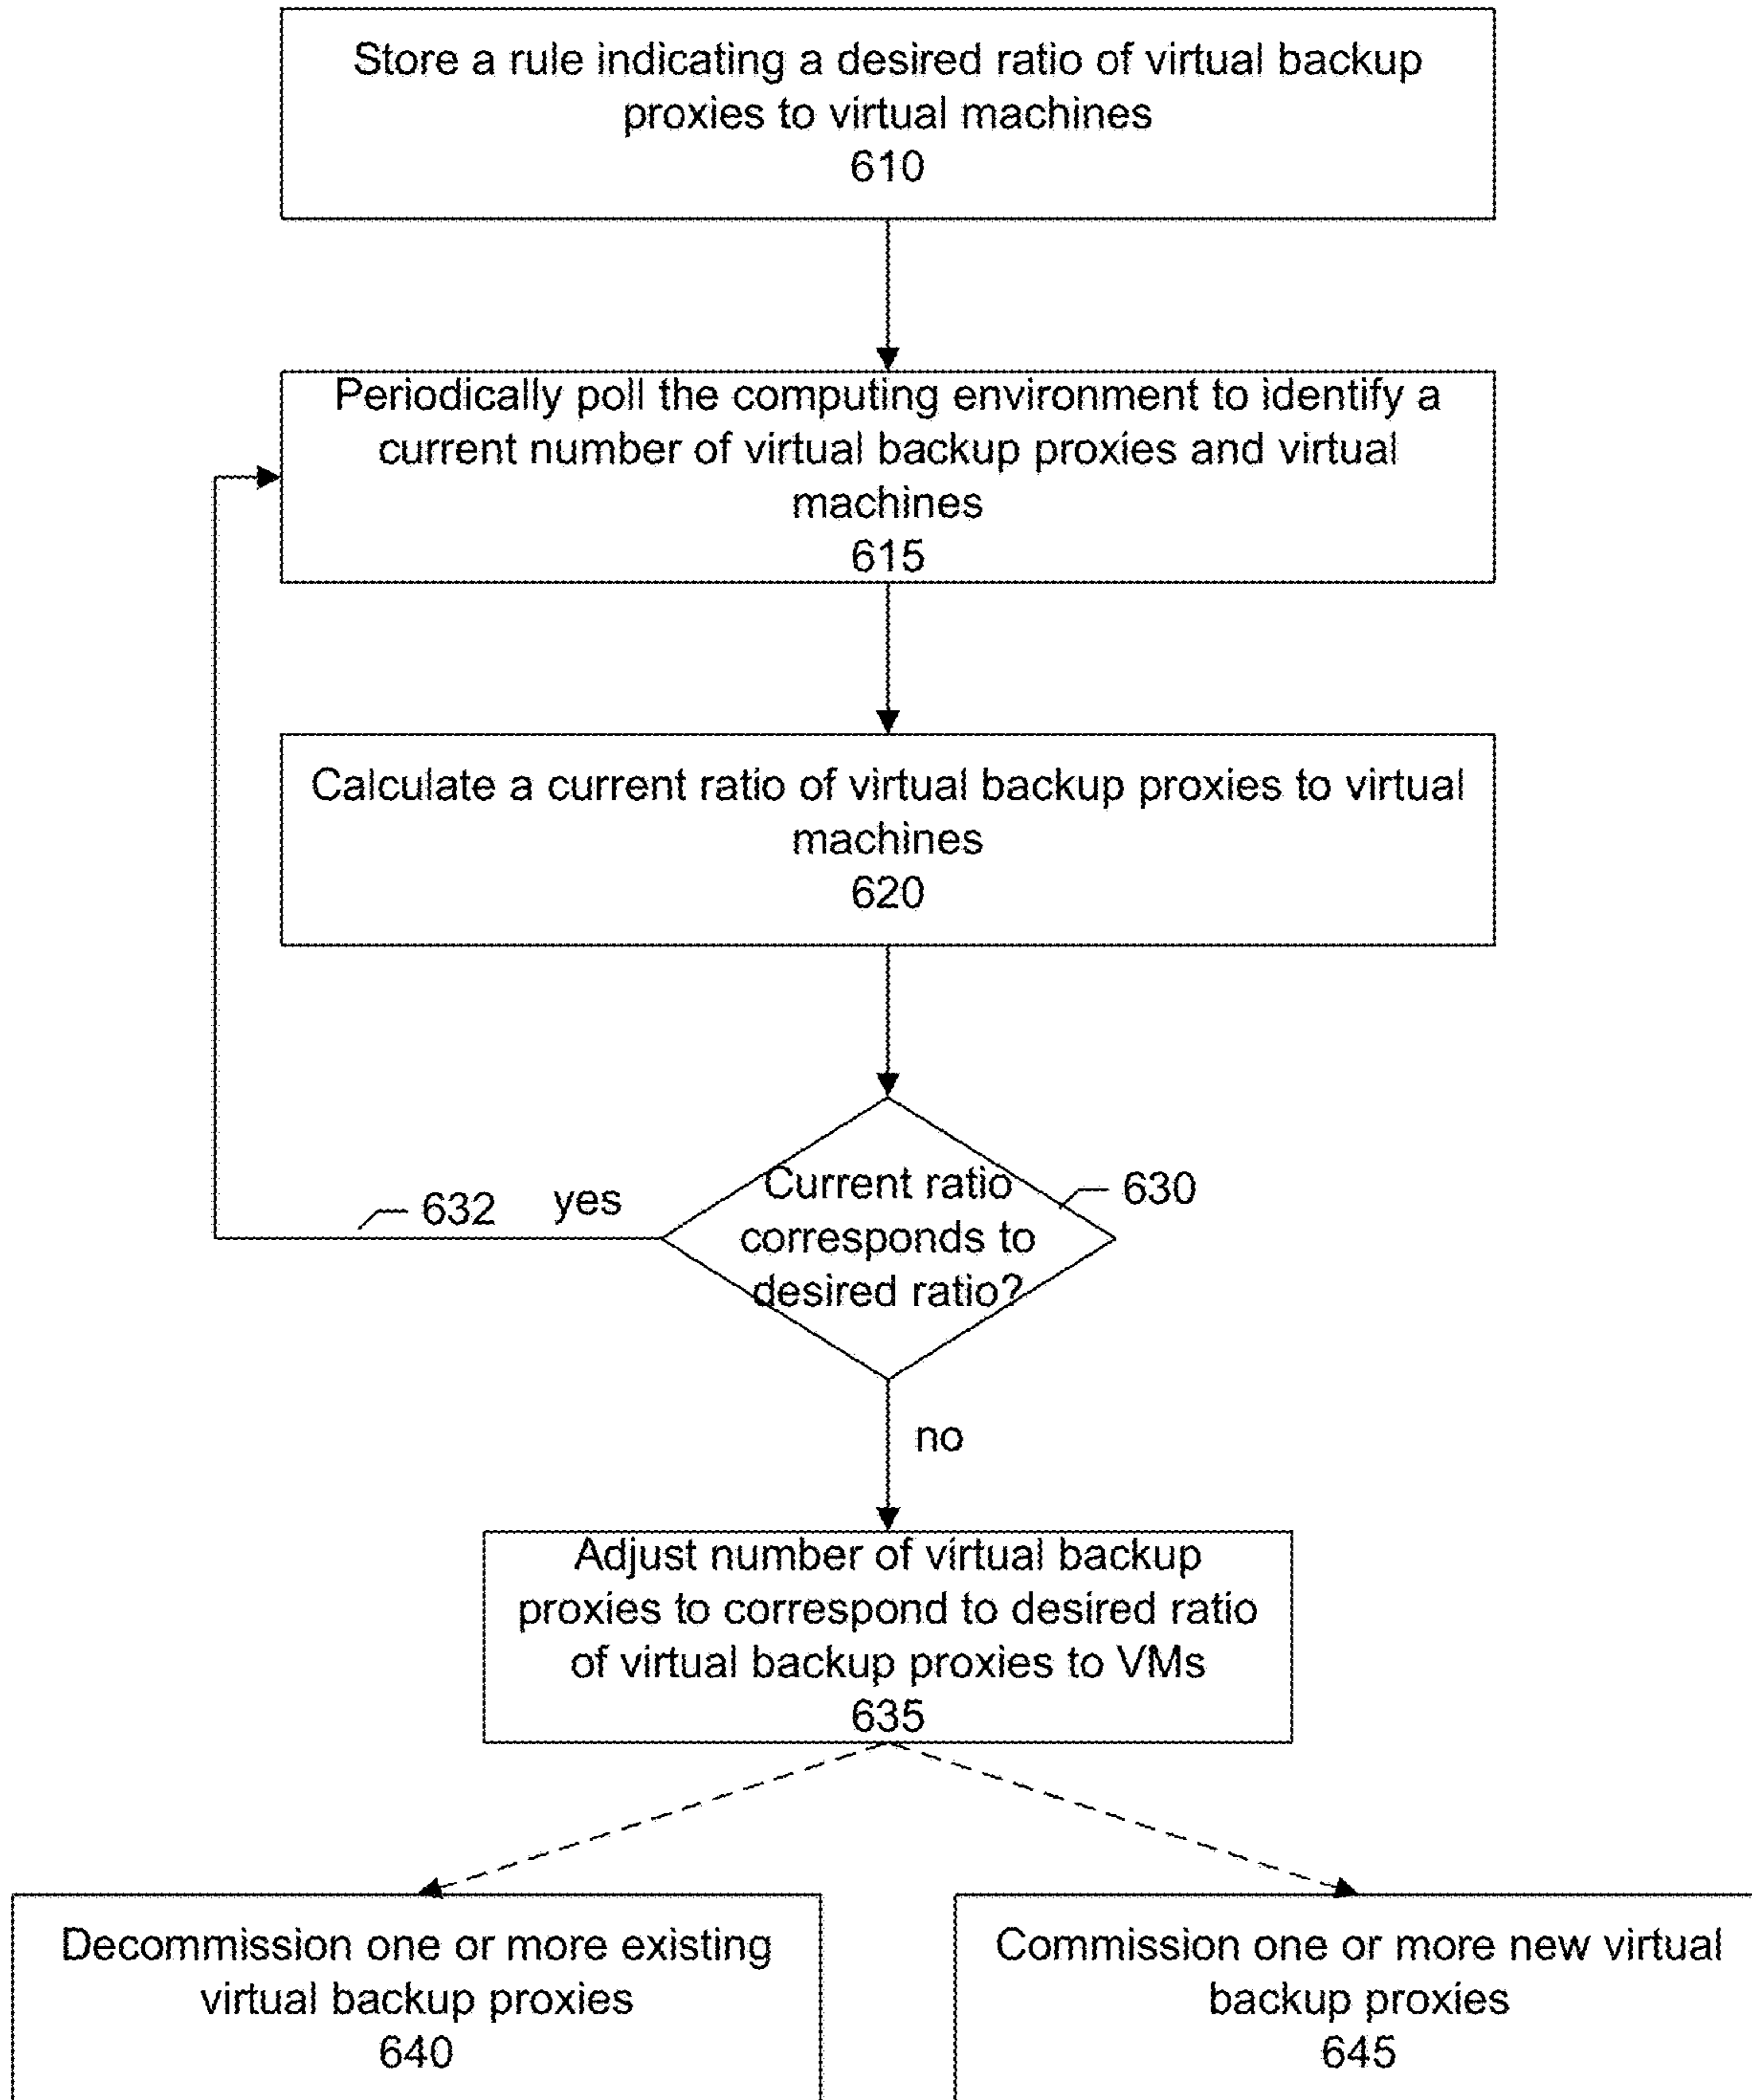 Store a rule indicating a desired ratio of virtual backup
proxies to virtual machines
610
Periodically poll the computing environment to identify a
current number of virtual backup proxies and virtual
machines
615
Calculate a current ratio of virtual backup proxies to virtual
machines
620
632
yes
Current ratio
corresponds to
desired ratio?
630
no
Adjust number of virtual backup
proxies to correspond to desired ratio
of virtual backup proxies to VMs
635
Decommission one or more existing
virtual backup proxies
640
Commission one or more new virtual
backup proxies
645